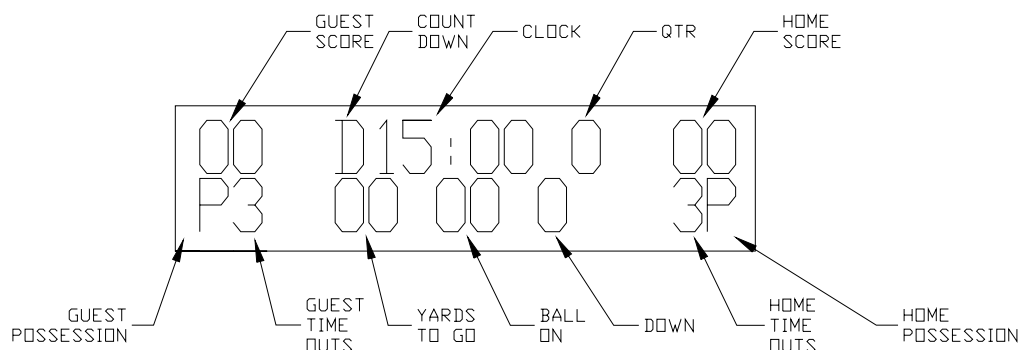 GUEST
SCORE
COUNT
DOWN
CLOCK
QTR
HOME
SCORE
00 D15:00 0 00
P3 00 00 0 3P
GUEST
POSSESSION
GUEST
TIME
OUTS
YARDS
TO GO
BALL
ON
DOWN
HOME
TIME
OUTS
HOME
POSSESSION